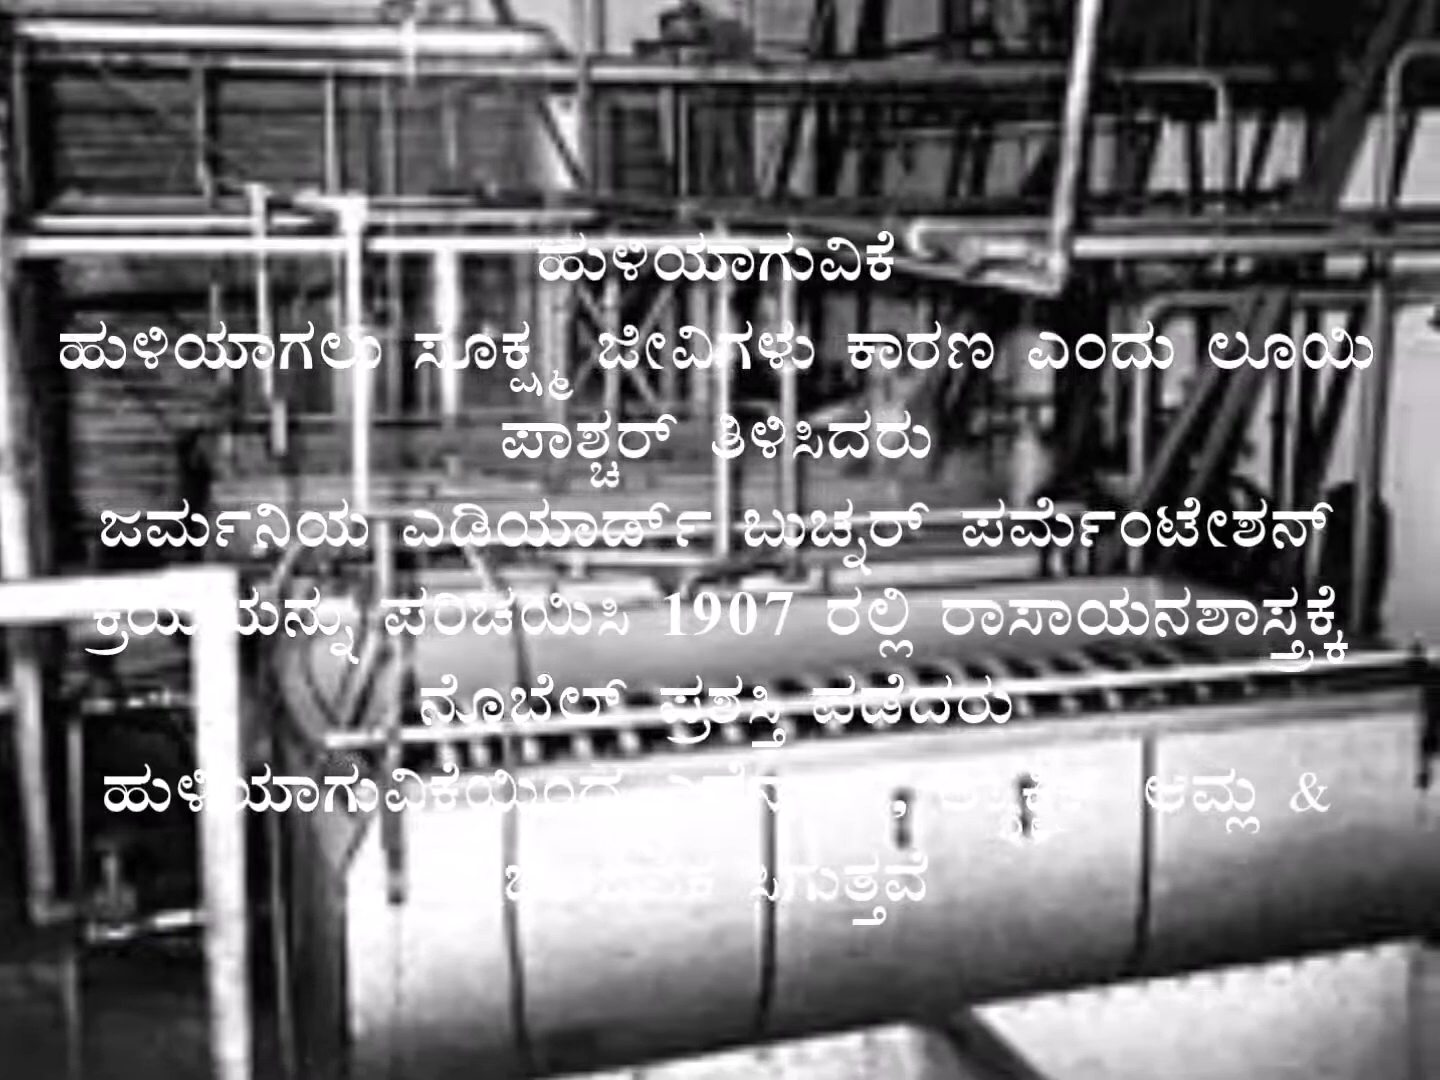 ಹುಳಿಯಾಗುವಿಕೆ
ಹುಳಿಯಾಗಲು ಸೂಕ್ಷ್ಮ ಜೀವಿಗಳು ಕಾರಣ ಎಂದು ಲೂಯಿ
ಪಾಶ್ಚರ್ ತಿಳಿಸಿದರು
ಜರ್ಮನಿಯ ಎಡಿಯಾರ್ಡ್ ಬುಚ್ನರ್ ಪರ್ಮೆಂಟೇಶನ್
ಕ್ರಿಯೆಯನ್ನು ಪರಿಚಯಿಸಿ 1907 ರಲ್ಲಿ ರಾಸಾಯನಶಾಸ್ತ್ರಕ್ಕೆ
ನೊಬೆಲ್ ಪ್ರಶಸ್ತಿ ಪಡೆದರು
ಹುಳಿಯಾಗುವಿಕೆಯಿಂದ ಆಮ್ಲ &
ಸಿಗುತ್ತವೆ